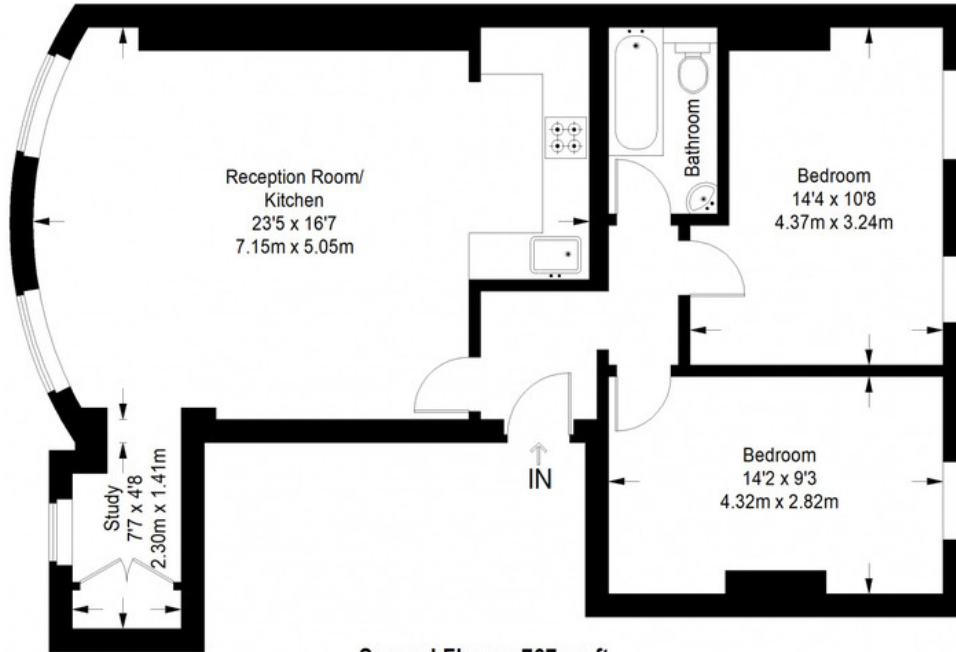 Reception Room/
Kitchen
23'5 x 16'7
7.15m x 5.05m
Bathroom
Bedroom
14'4 x 10'8
4.37m x 3.24m
Study
7'7 x 4'8
2.30m x 1.41m
IN
Bedroom
14'2 x 9'3
4.32m x 2.82m